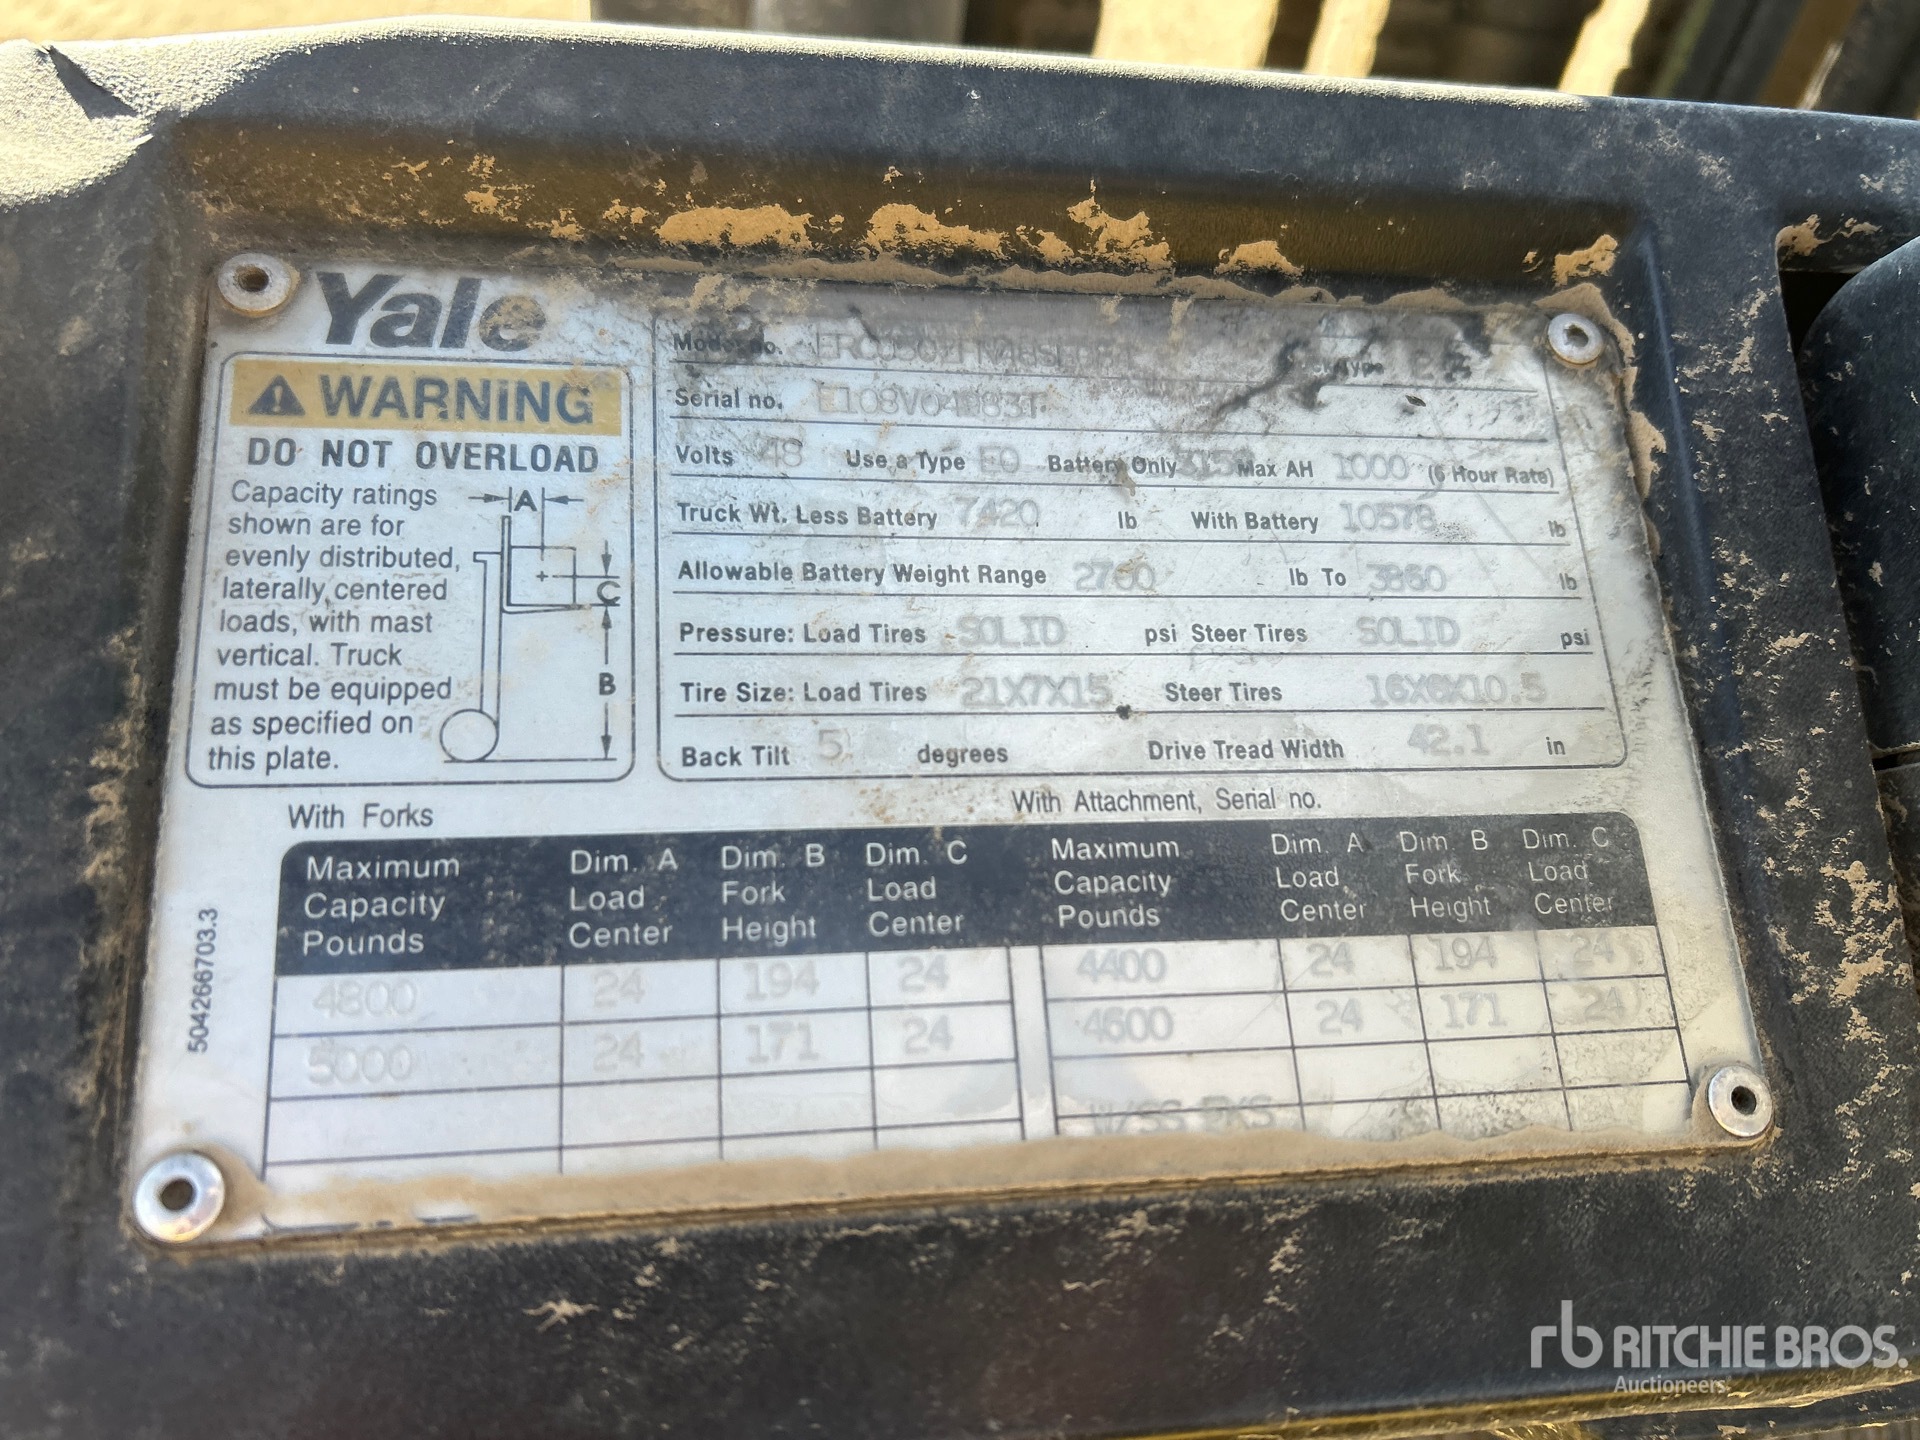 Yale
WARNING
DO NOT OVERLOAD
Capacity ratings
shown are for
evenly distributed,
laterally centered
loads, with mast
vertical. Truck
must be equipped
as specified on
this plate.
A
C
B
Model no.
Type E
Serial no.
Volts 48 Use a Type EO Battery Only Max AH 1000 (6 Hour Rate)
Truck Wt. Less Battery 7420 lb With Battery 10578 lb
Allowable Battery Weight Range 2760 lb To 3860 lb
Pressure: Load Tires SOLID psi Steer Tires SOLID psi
Tire Size: Load Tires 21X7X15 Steer Tires 16X6X10.5
Back Tilt 5 degrees Drive Tread Width 42.1 in
With Forks
With Attachment, Serial no.
Maximum Dim. A Dim. B Dim. C Maximum Dim. A Dim. B Dim. C
Capacity Load Fork Load Capacity Load Fork Load
Pounds Center Height Center Pounds Center Height Center
4800 24 194 24 4400 24 194 24
5000 24 171 24 4600 24 171 24
W/SS FKS
504266703.3
rb RITCHIE BROS.
Auctioneers